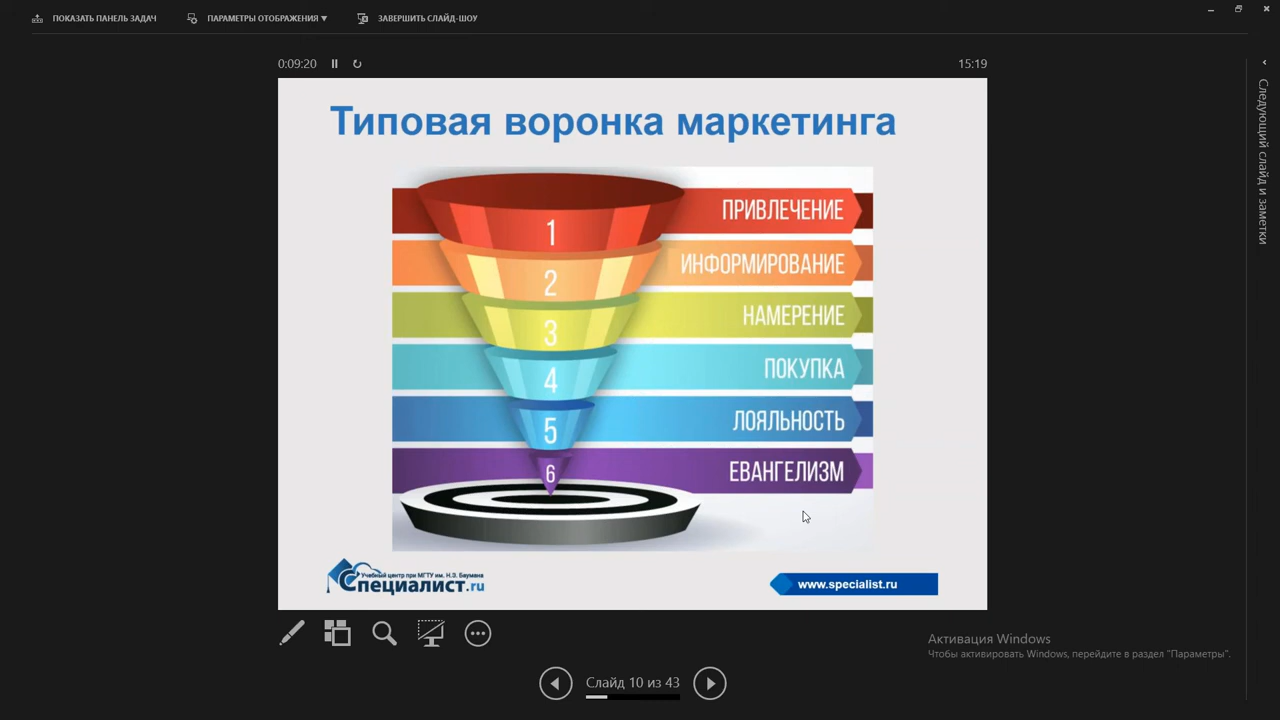 ПОКАЗАТЬ ПАНЕЛЬ ЗАДАЧ
ПАРАМЕТРЫ ОТОБРАЖЕНИЯ ▼
ЗАВЕРШИТЬ СЛАЙД-ШОУ
0:09:20
15:19
Типовая воронка маркетинга
1
ПРИВЛЕЧЕНИЕ
2
ИНФОРМИРОВАНИЕ
3
НАМЕРЕНИЕ
4
ПОКУПКА
5
ЛОЯЛЬНОСТЬ
6
ЕВАНГЕЛИЗМ
Учебный центр при МГТУ им. Н.Э. Баумана
Специалист.ru
www.specialist.ru
Следующий слайд и заметки
Активация Windows
Чтобы активировать Windows, перейдите в раздел "Параметры".
Слайд 10 из 43